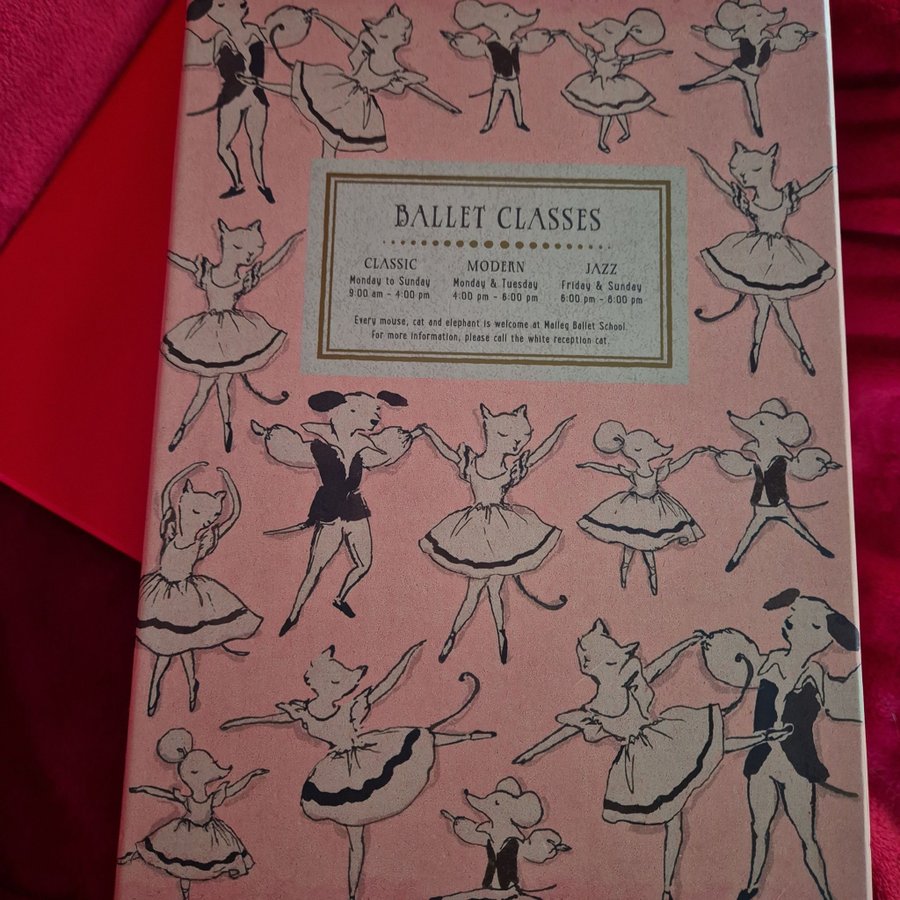 BALLET CLASSES
CLASSIC
Monday to Sunday
9:00 am - 4:00 pm
MODERN
Monday & Tuesday
4:00 pm - 6:00 pm
JAZZ
Friday & Sunday
6:00 pm - 8:00 pm
Every mouse, cat and elephant is welcome at Maileg Ballet School.
For more information, please call the white reception cat.